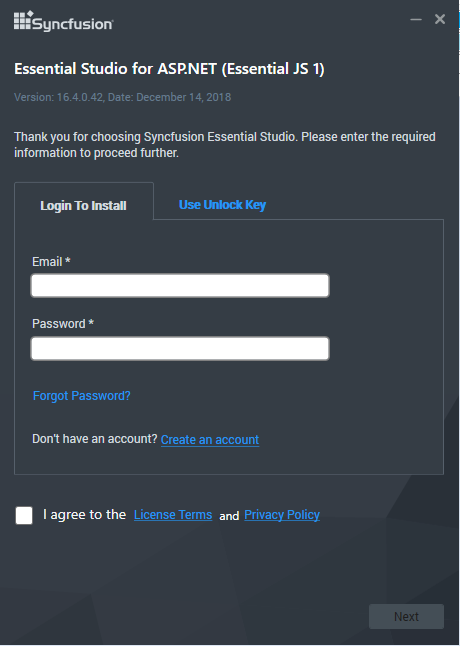 Syncfusion
Essential Studio for ASP.NET (Essential JS 1)
Version: 16.4.0.42, Date: December 14, 2018
Thank you for choosing Syncfusion Essential Studio. Please enter the required
information to proceed further.
Login To Install
Use Unlock Key
Email *
Password *
Forgot Password?
Don't have an account? Create an account
I agree to the License Terms and Privacy Policy
Next